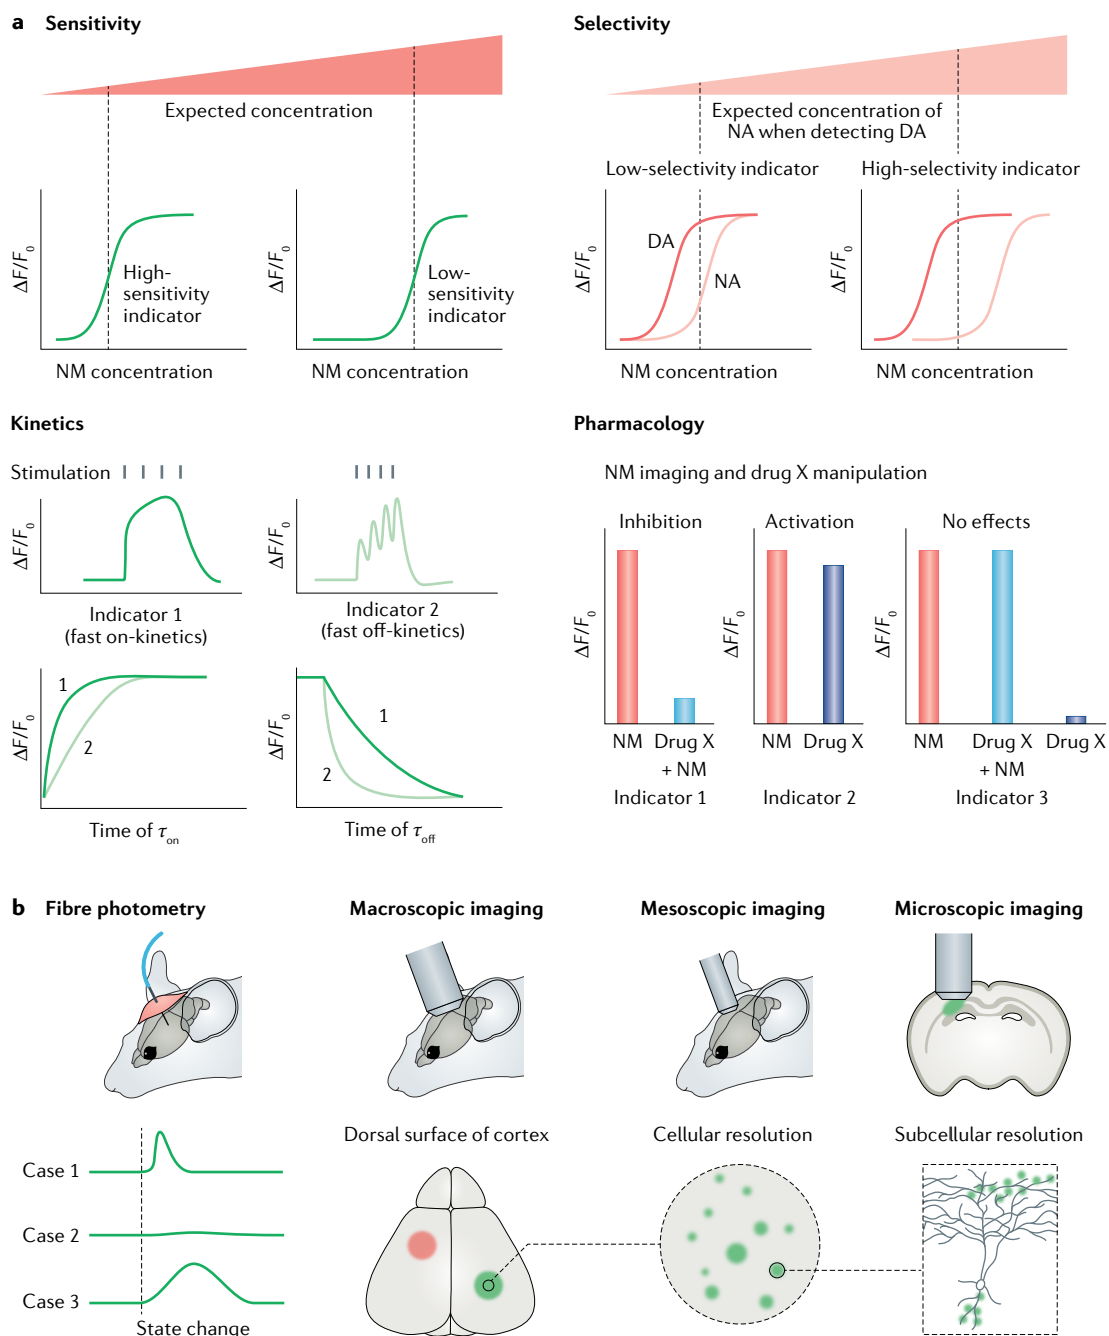 a Sensitivity
Selectivity
Expected concentration
Expected concentration of
NA when detecting DA
Low-selectivity indicator
High-selectivity indicator
ΔF/F0
High-
sensitivity
indicator
NM concentration
ΔF/F0
Low-
sensitivity
indicator
NM concentration
ΔF/F0
DA
NA
NM concentration
ΔF/F0
NM concentration
Kinetics
Stimulation
ΔF/F0
Indicator 1
(fast on-kinetics)
ΔF/F0
Indicator 2
(fast off-kinetics)
ΔF/F0
1
2
Time of τon
ΔF/F0
1
2
Time of τoff
Pharmacology
NM imaging and drug X manipulation
Inhibition
ΔF/F0
NM
Drug X
+ NM
Indicator 1
Activation
ΔF/F0
NM
Drug X
Indicator 2
No effects
ΔF/F0
NM
Drug X
+ NM
Drug X
Indicator 3
b Fibre photometry
Macroscopic imaging
Mesoscopic imaging
Microscopic imaging
Case 1
Case 2
Case 3
State change
Dorsal surface of cortex
Cellular resolution
Subcellular resolution